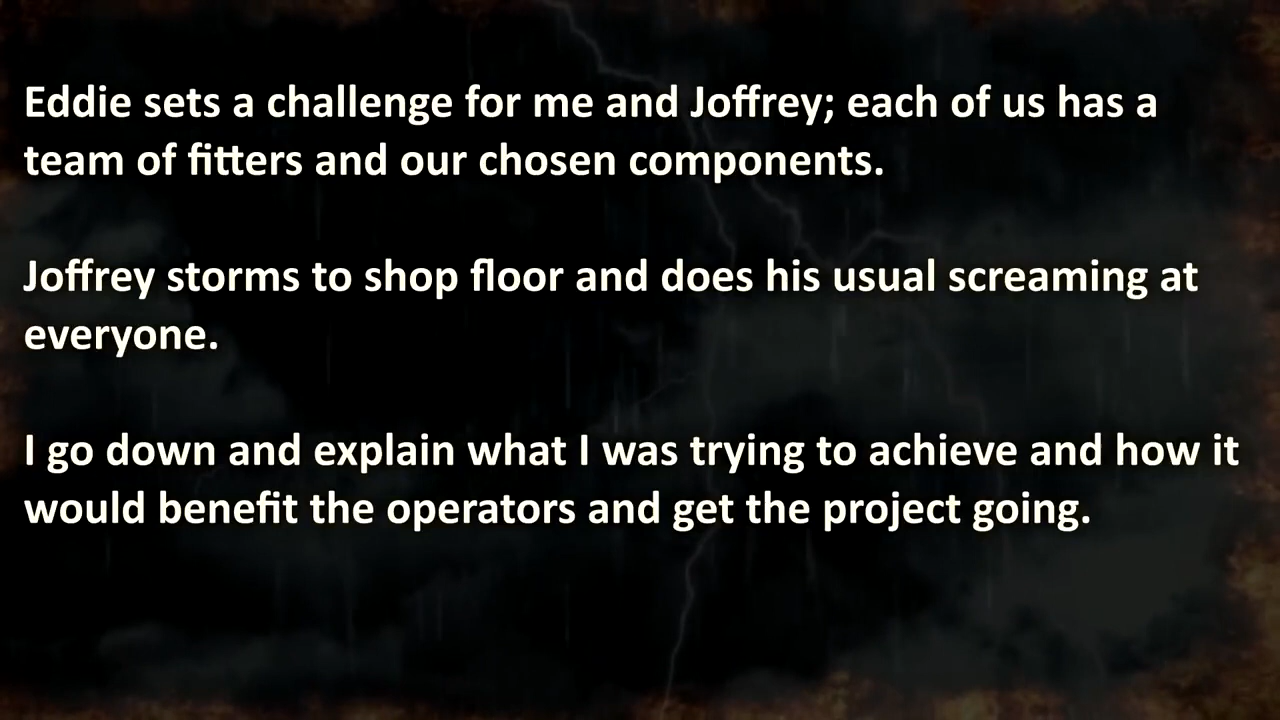 Eddie sets a challenge for me and Joffrey; each of us has a
team of fitters and our chosen components.
Joffrey storms to shop floor and does his usual screaming at
everyone.
I go down and explain what I was trying to achieve and how it
would benefit the operators and get the project going.